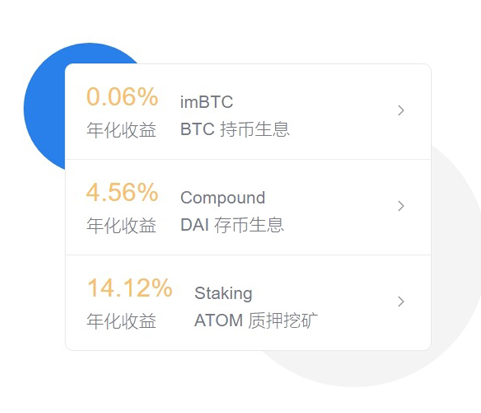 0.06%
imBTC
年化收益
BTC 持币生息
4.56%
Compound
年化收益
DAI 存币生息
14.12%
Staking
年化收益
ATOM 质押挖矿